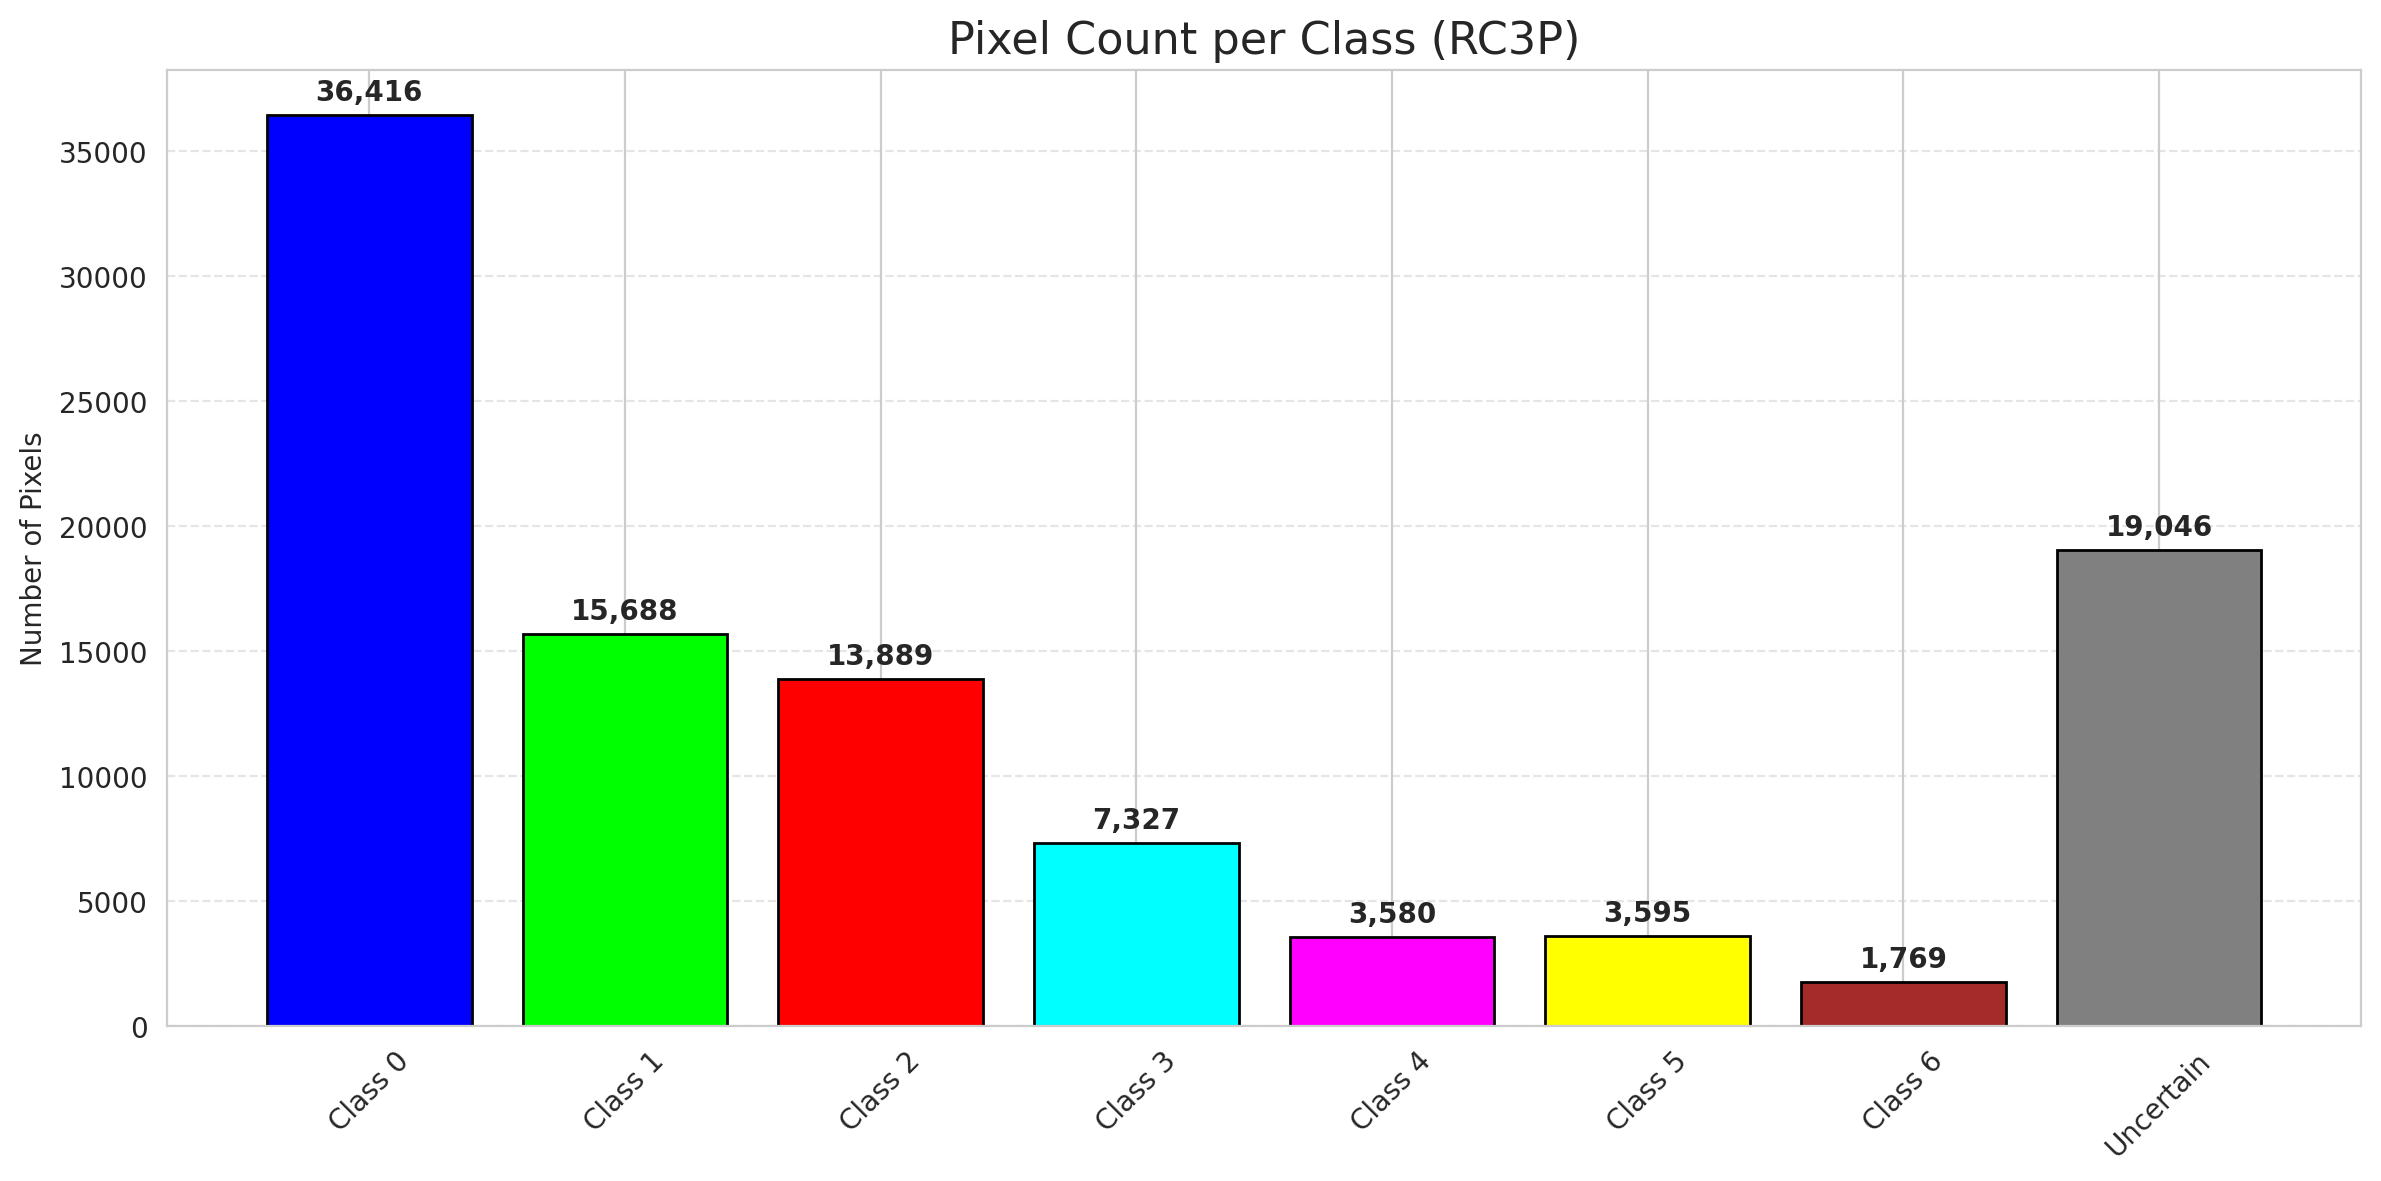 Pixel Count per Class (RC3P)
Number of Pixels
35000
30000
25000
20000
15000
10000
5000
0
36,416
15,688
13,889
7,327
3,580
3,595
1,769
19,046
Class 0
Class 1
Class 2
Class 3
Class 4
Class 5
Class 6
Uncertain